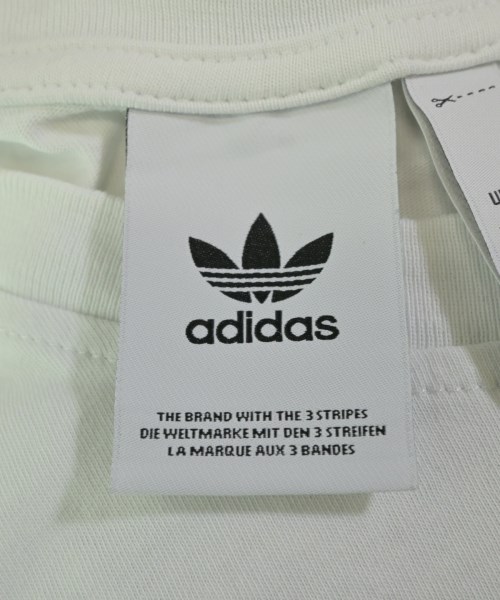 adidas
THE BRAND WITH THE 3 STRIPES
DIE WELTMARKE MIT DEN 3 STREIFEN
LA MARQUE AUX 3 BANDES